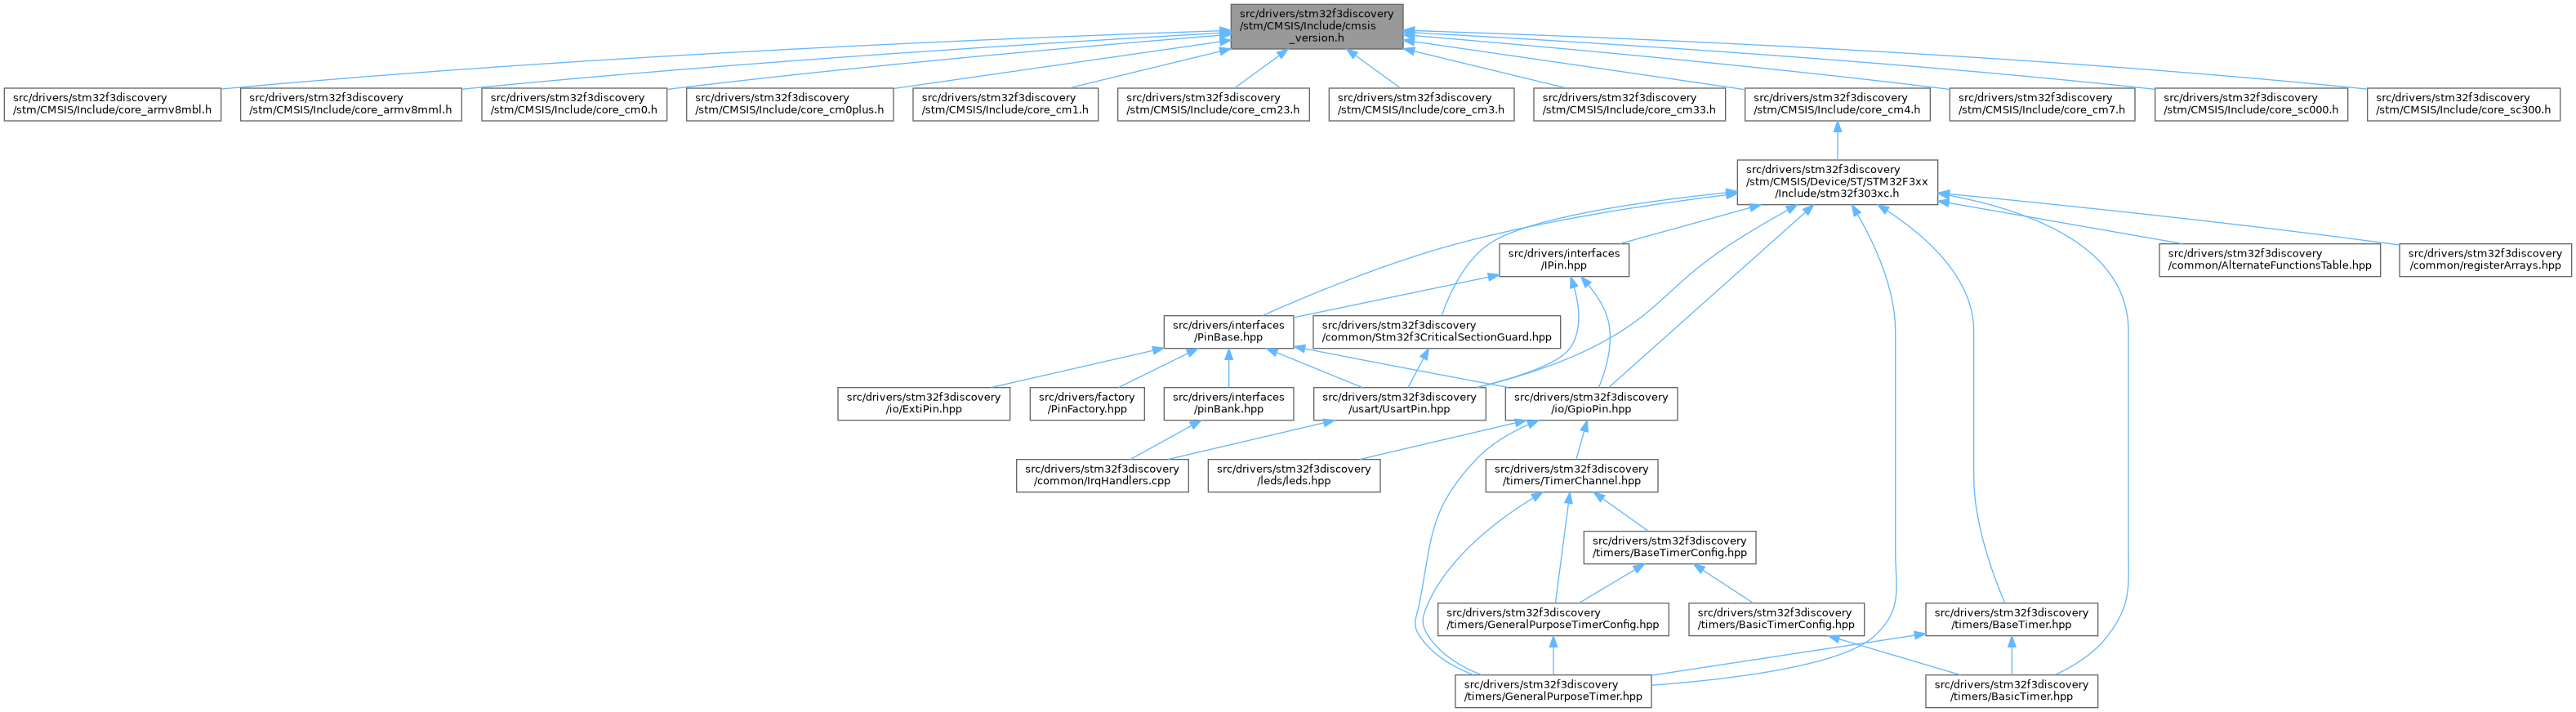 src/drivers/stm32f3discovery
/stm/CMSIS/Include/cmsis
_version.h
src/drivers/stm32f3discovery
/stm/CMSIS/Include/core_armv8mbl.h
src/drivers/stm32f3discovery
/stm/CMSIS/Include/core_armv8mml.h
src/drivers/stm32f3discovery
/stm/CMSIS/Include/core_cm0.h
src/drivers/stm32f3discovery
/stm/CMSIS/Include/core_cm0plus.h
src/drivers/stm32f3discovery
/stm/CMSIS/Include/core_cm1.h
src/drivers/stm32f3discovery
/stm/CMSIS/Include/core_cm23.h
src/drivers/stm32f3discovery
/stm/CMSIS/Include/core_cm3.h
src/drivers/stm32f3discovery
/stm/CMSIS/Include/core_cm33.h
src/drivers/stm32f3discovery
/stm/CMSIS/Include/core_cm4.h
src/drivers/stm32f3discovery
/stm/CMSIS/Include/core_cm7.h
src/drivers/stm32f3discovery
/stm/CMSIS/Include/core_sc000.h
src/drivers/stm32f3discovery
/stm/CMSIS/Include/core_sc300.h
src/drivers/stm32f3discovery
/stm/CMSIS/Device/ST/STM32F3xx
/Include/stm32f303xc.h
src/drivers/interfaces
/IPin.hpp
src/drivers/stm32f3discovery
/common/AlternateFunctionsTable.hpp
src/drivers/stm32f3discovery
/common/registerArrays.hpp
src/drivers/interfaces
/PinBase.hpp
src/drivers/stm32f3discovery
/common/Stm32f3CriticalSectionGuard.hpp
src/drivers/stm32f3discovery
/io/ExtiPin.hpp
src/drivers/factory
/PinFactory.hpp
src/drivers/interfaces
/pinBank.hpp
src/drivers/stm32f3discovery
/usart/UsartPin.hpp
src/drivers/stm32f3discovery
/io/GpioPin.hpp
src/drivers/stm32f3discovery
/common/IrqHandlers.cpp
src/drivers/stm32f3discovery
/leds/leds.hpp
src/drivers/stm32f3discovery
/timers/TimerChannel.hpp
src/drivers/stm32f3discovery
/timers/BaseTimerConfig.hpp
src/drivers/stm32f3discovery
/timers/GeneralPurposeTimerConfig.hpp
src/drivers/stm32f3discovery
/timers/BasicTimerConfig.hpp
src/drivers/stm32f3discovery
/timers/BaseTimer.hpp
src/drivers/stm32f3discovery
/timers/GeneralPurposeTimer.hpp
src/drivers/stm32f3discovery
/timers/BasicTimer.hpp